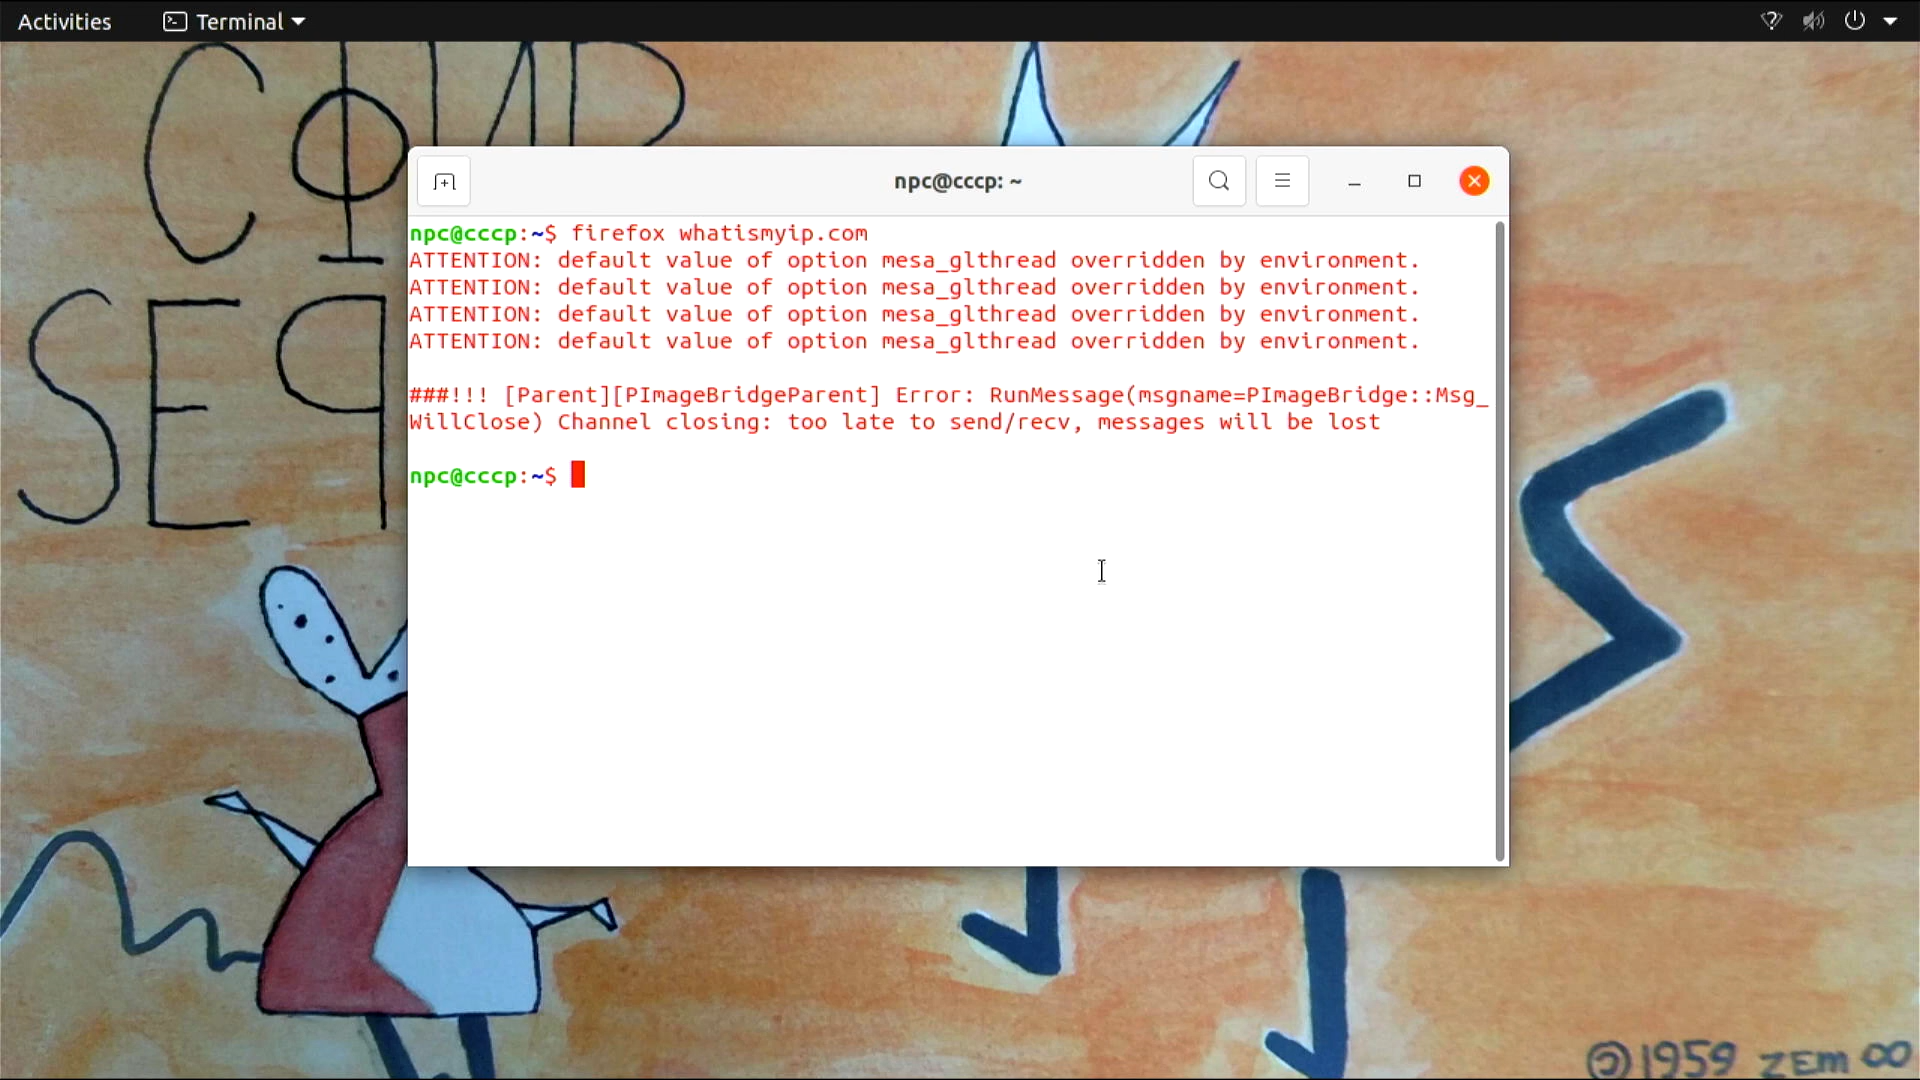 Activities
Terminal
СФИР
SEP
npc@cccp: ~
npc@cccp:~$ firefox whatismyip.com
ATTENTION: default value of option mesa_glthread overridden by environment.
ATTENTION: default value of option mesa_glthread overridden by environment.
ATTENTION: default value of option mesa_glthread overridden by environment.
ATTENTION: default value of option mesa_glthread overridden by environment.
###!!! [Parent][PImageBridgeParent] Error: RunMessage(msgname=PImageBridge::Msg_
WillClose) Channel closing: too late to send/recv, messages will be lost
npc@cccp:~$
©1959 ZEM ∞